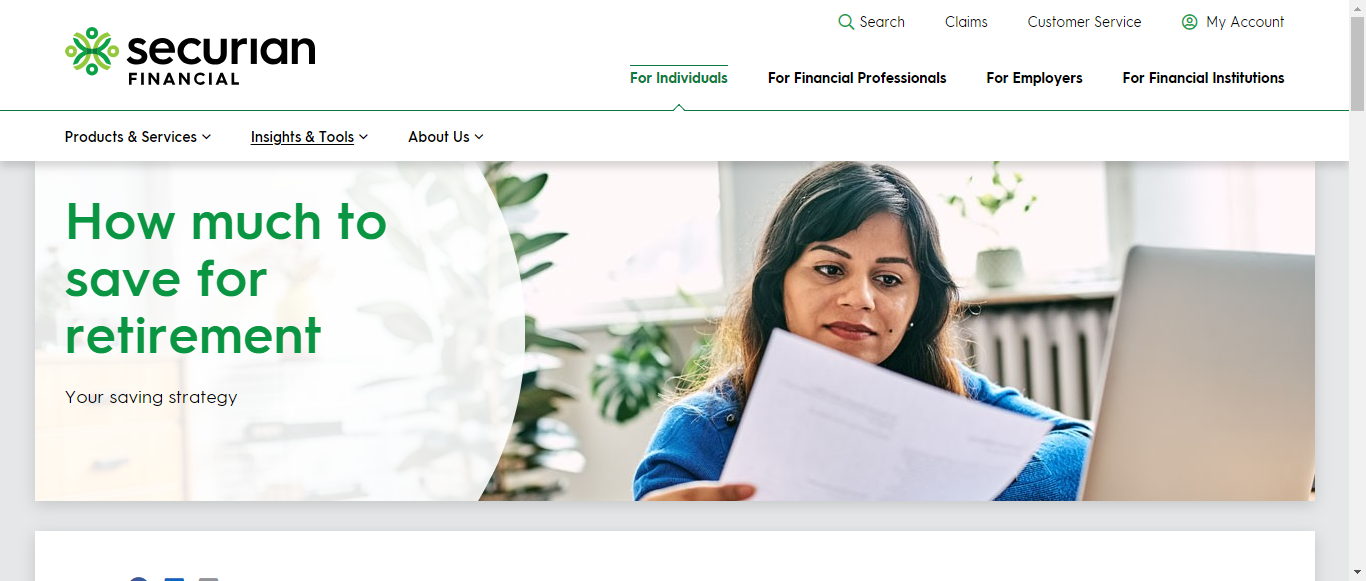 Search
Claims
Customer Service
My Account
securian
FINANCIAL
For Individuals
For Financial Professionals
For Employers
For Financial Institutions
Products & Services
Insights & Tools
About Us
How much to
save for
retirement
Your saving strategy